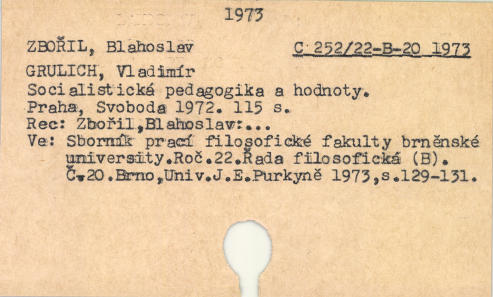 1973
ZBOŘIL, Blahoslav C 252/22-B-20 1973
GRULICH, Vladimír
Socialistická pedagogika a hodnoty.
Praha, Svoboda 1972. 115 s.
Rec: Zbořil,Blahoslav:...
Ve: Sborník prací filosofické fakulty brněnské
university.Roč.22.Řada filosofická (B).
Č.20.Brno,Univ.J.E.Purkyně 1973,s.129-131.